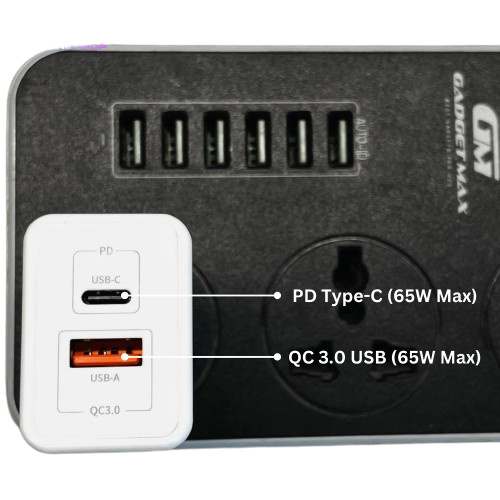 AUTO-ID
GM
GADGET MAX
PD
USB-C
PD Type-C (65W Max)
QC 3.0 USB (65W Max)
USB-A
QC3.0